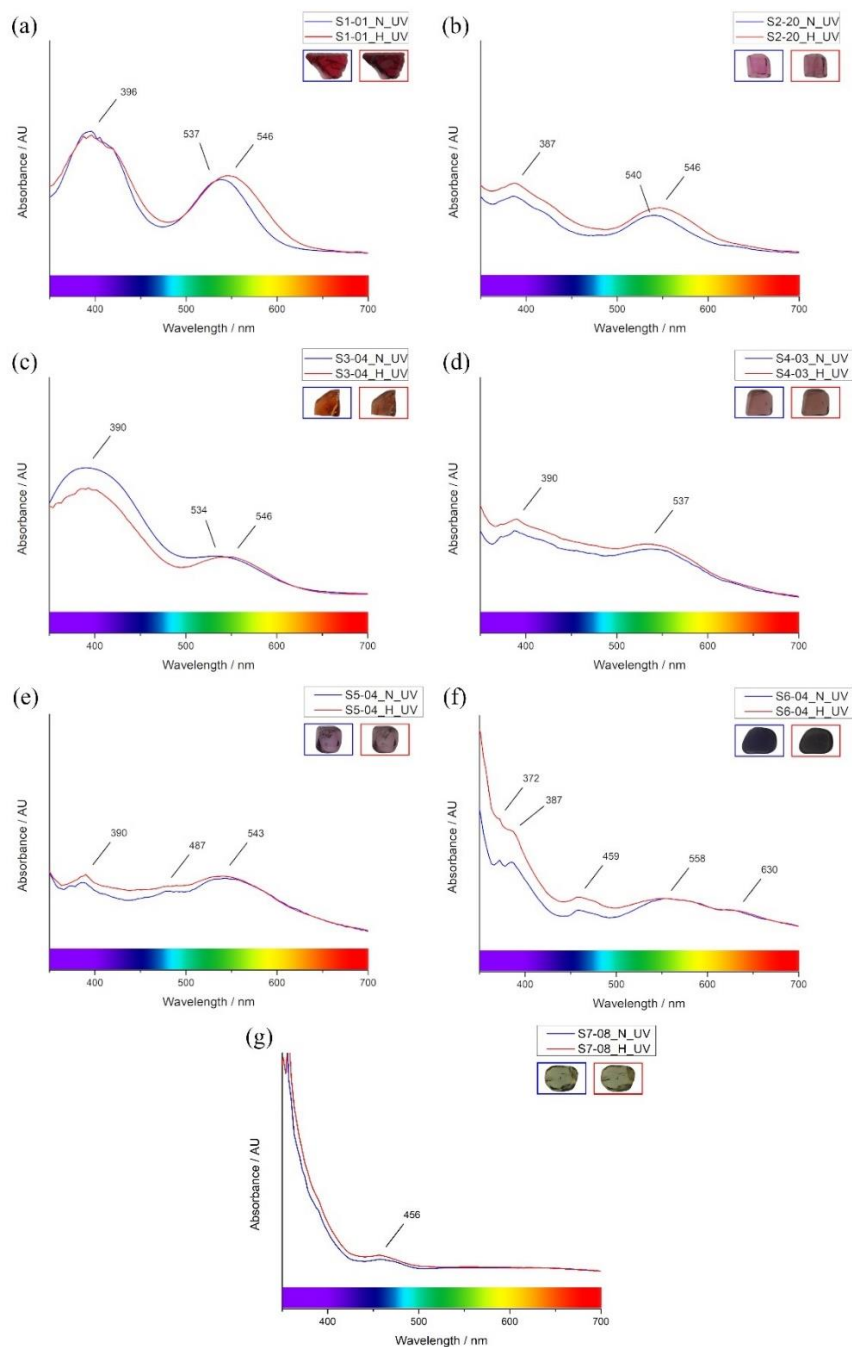 (a)
S1-01_N_UV
S1-01_H_UV
396
537
546
Absorbance / AU
400
500
600
700
Wavelength / nm
(b)
S2-20_N_UV
S2-20_H_UV
387
540
546
Absorbance / AU
400
500
600
700
Wavelength / nm
(c)
S3-04_N_UV
S3-04_H_UV
390
534
546
Absorbance / AU
400
500
600
700
Wavelength / nm
(d)
S4-03_N_UV
S4-03_H_UV
390
537
Absorbance / AU
400
500
600
700
Wavelength / nm
(e)
S5-04_N_UV
S5-04_H_UV
390
487
543
Absorbance / AU
400
500
600
700
Wavelength / nm
(f)
S6-04_N_UV
S6-04_H_UV
372
387
459
558
630
Absorbance / AU
400
500
600
700
Wavelength / nm
(g)
S7-08_N_UV
S7-08_H_UV
456
Absorbance / AU
400
500
600
700
Wavelength / nm